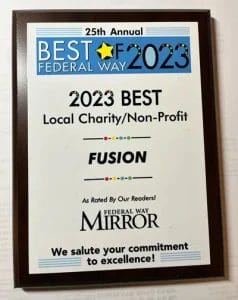 25th Annual
BEST OF 2023
FEDERAL WAY
2023 BEST
Local Charity/Non-Profit
FUSION
As Rated By Our Readers!
FEDERAL WAY
MIRROR
We salute your commitment
to excellence!